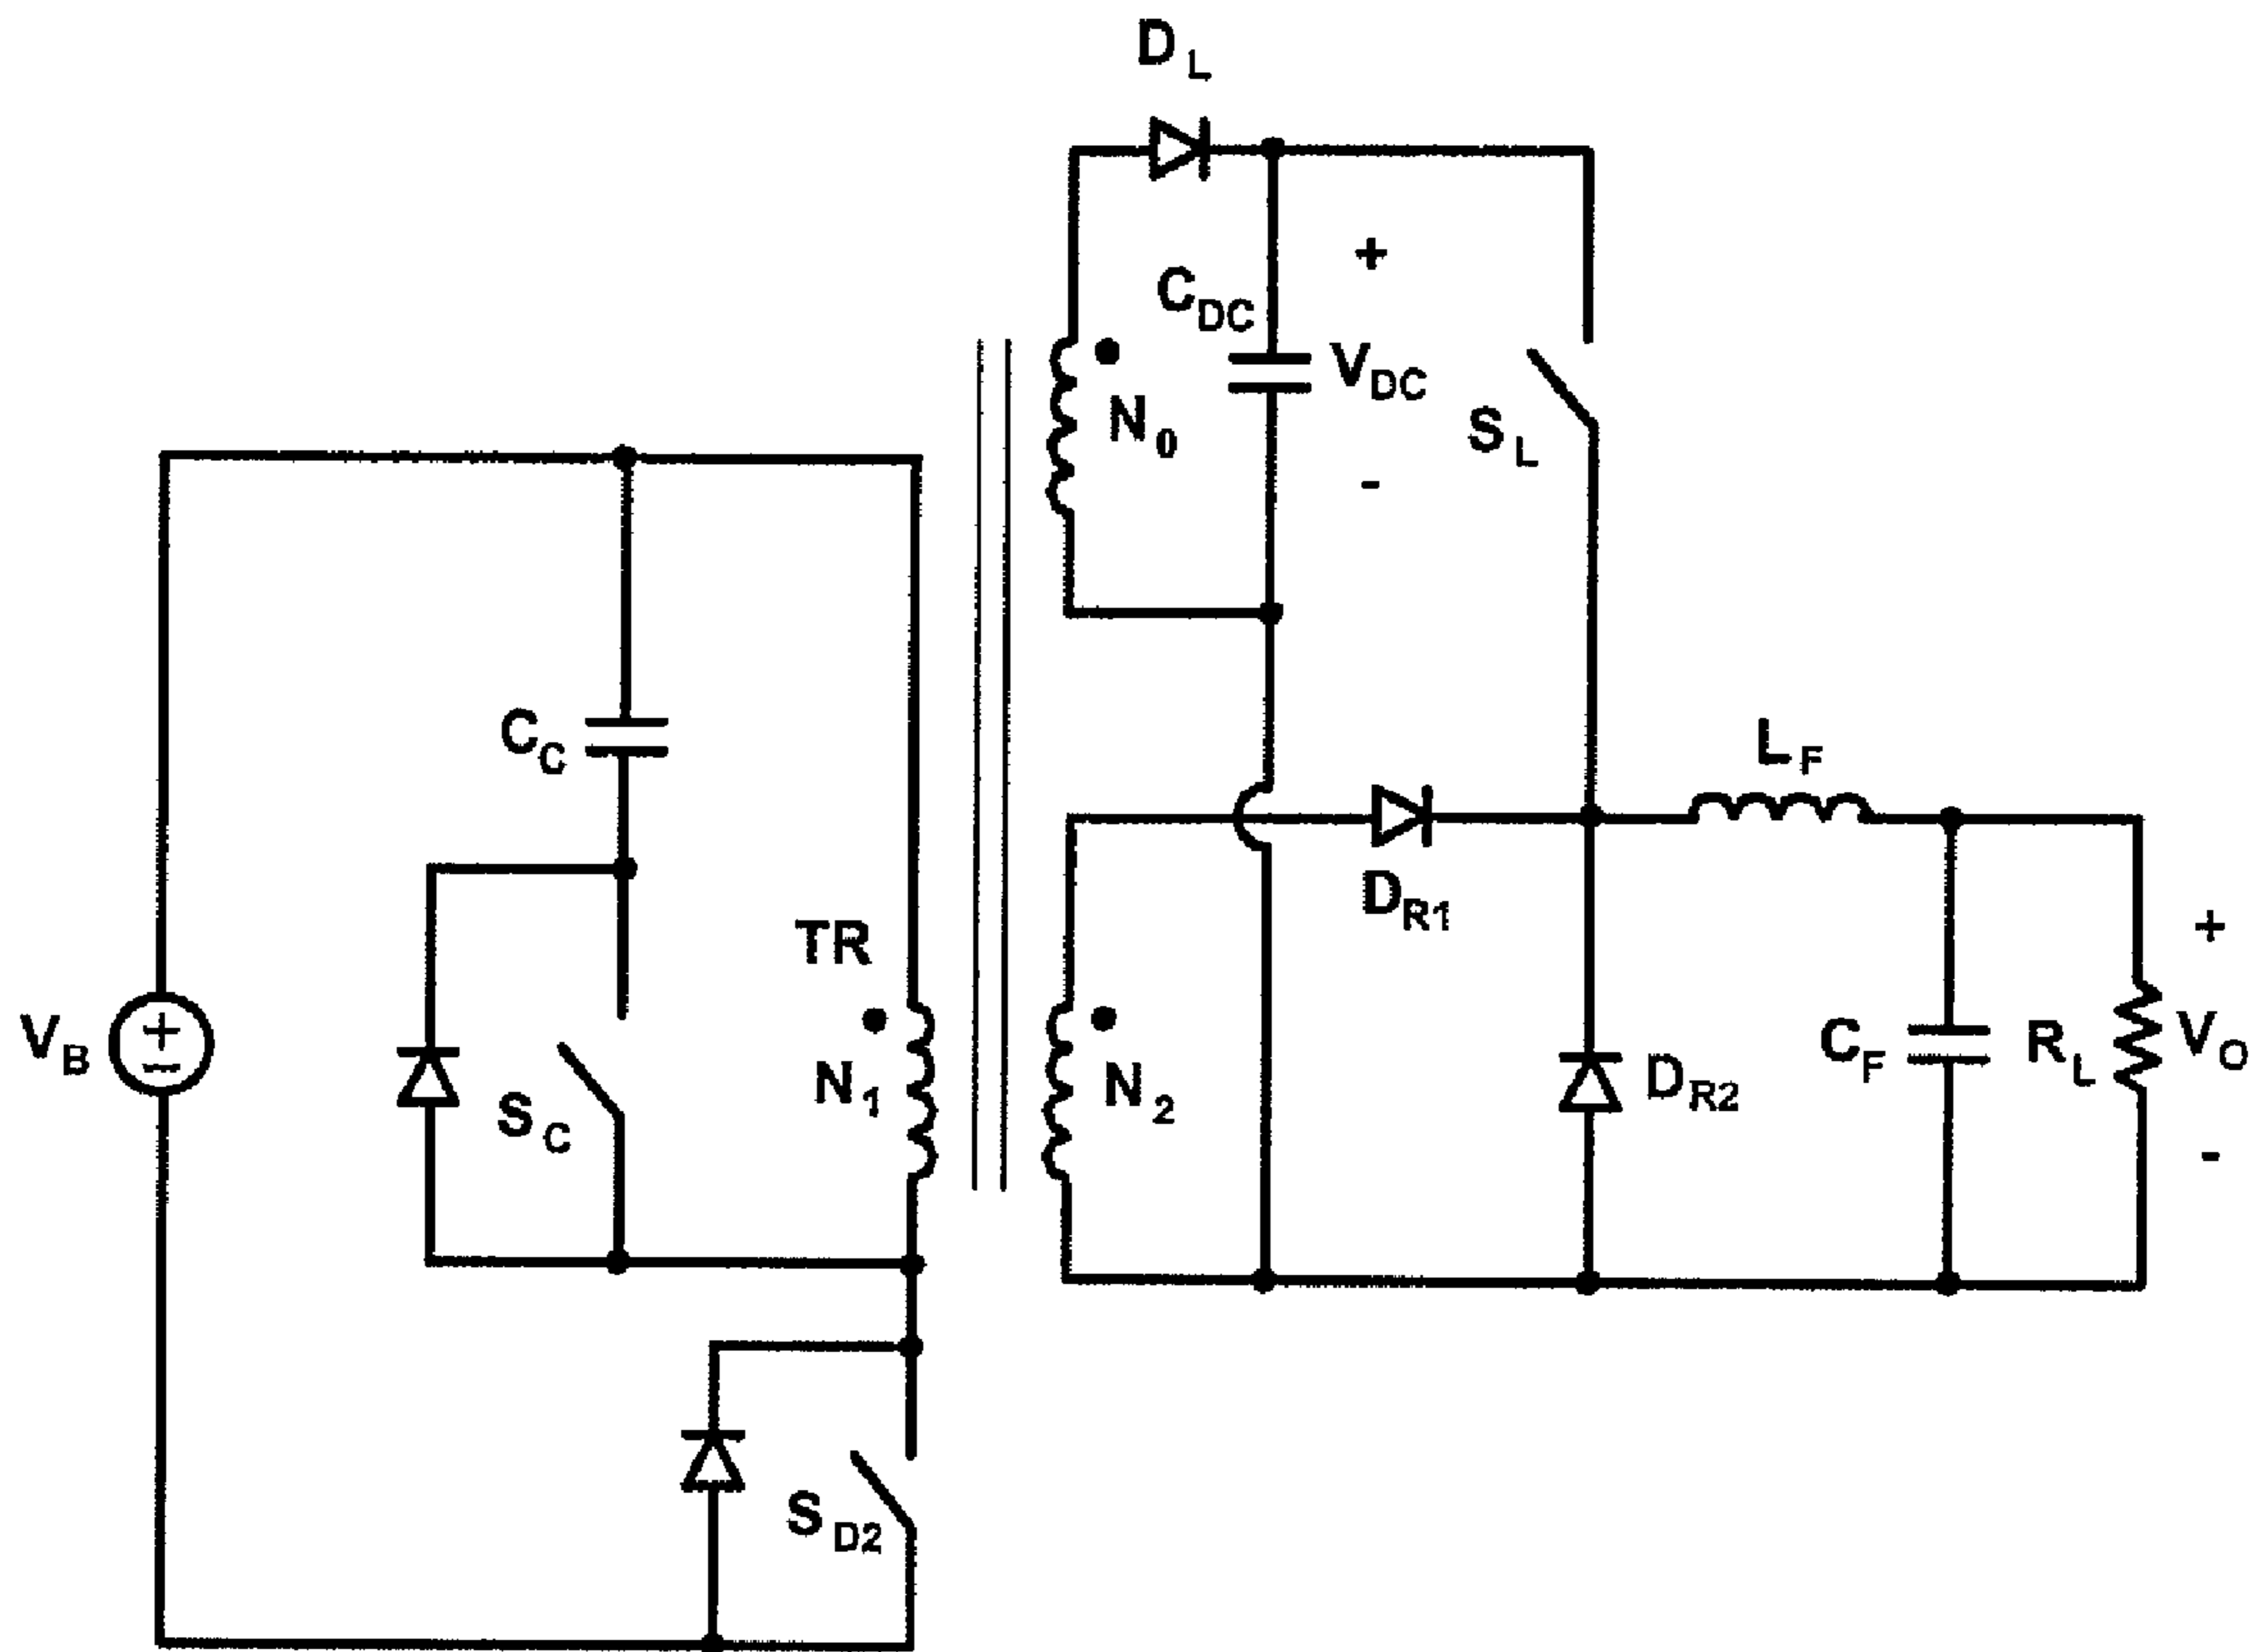 D L
+
C DC
V DC
-
N 0
S L
C C
L F
D R1
TR
+
V B
S C
N 1
N 2
D R2
C F
R L
V O
-
S D2
+
-